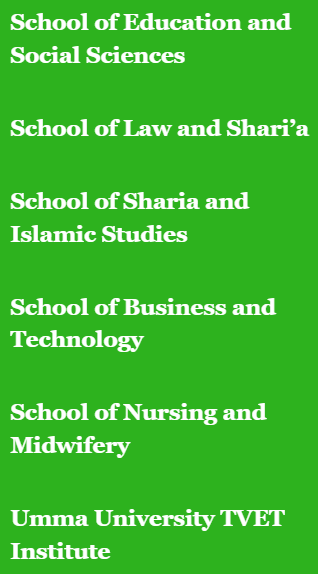 School of Education and
Social Sciences
School of Law and Shari’a
School of Sharia and
Islamic Studies
School of Business and
Technology
School of Nursing and
Midwifery
Umma University TVET
Institute